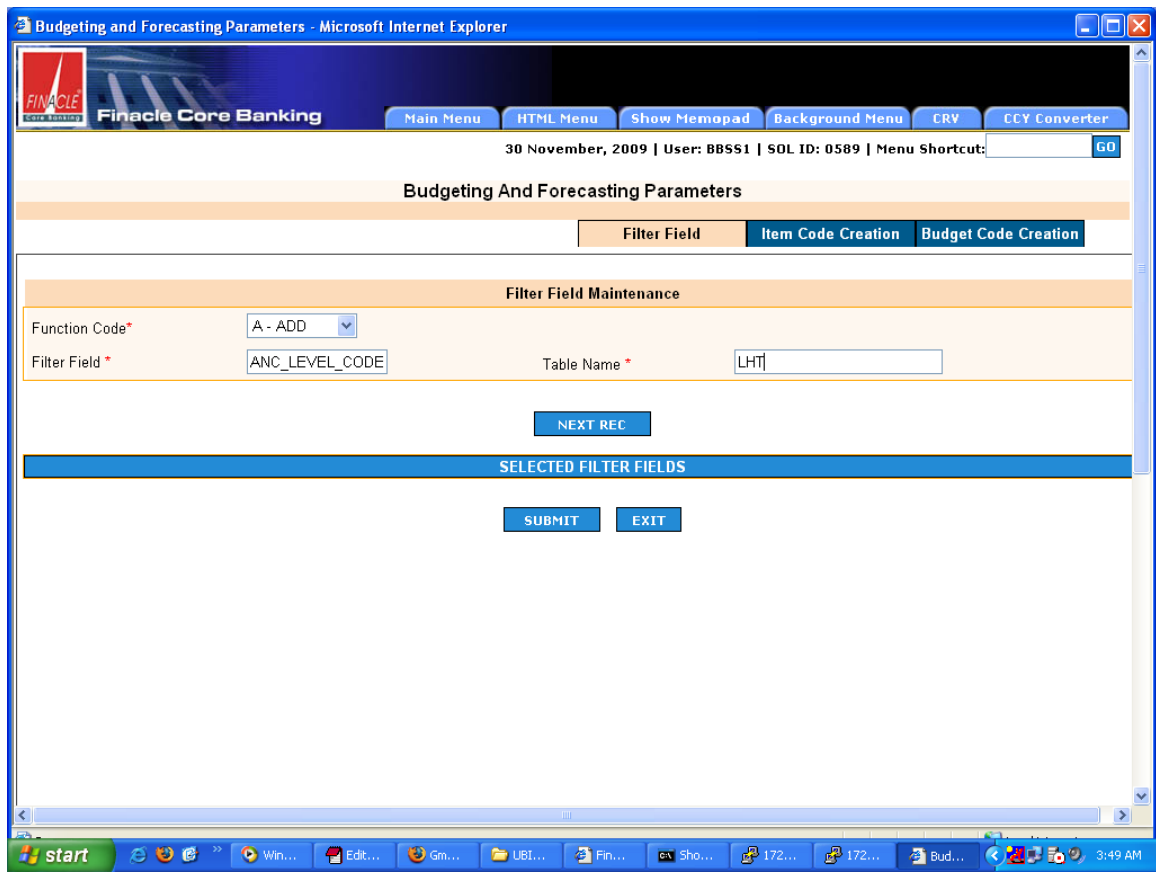 Budgeting and Forecasting Parameters - Microsoft Internet Explorer
FINACLE
Core Banking
Finacle Core Banking
Main Menu HTML Menu Show Memopad Background Menu CRV CCY Converter
30 November, 2009 | User: BBSS1 | SOL ID: 0589 | Menu Shortcut: GO
Budgeting And Forecasting Parameters
Filter Field Item Code Creation Budget Code Creation
Filter Field Maintenance
Function Code* A - ADD
Filter Field * ANC_LEVEL_CODE Table Name * LHT
NEXT REC
SELECTED FILTER FIELDS
SUBMIT EXIT
start Win... Edit... Gm... UBI... Fin... Sho... 172... 172... Bud... 3:49 AM